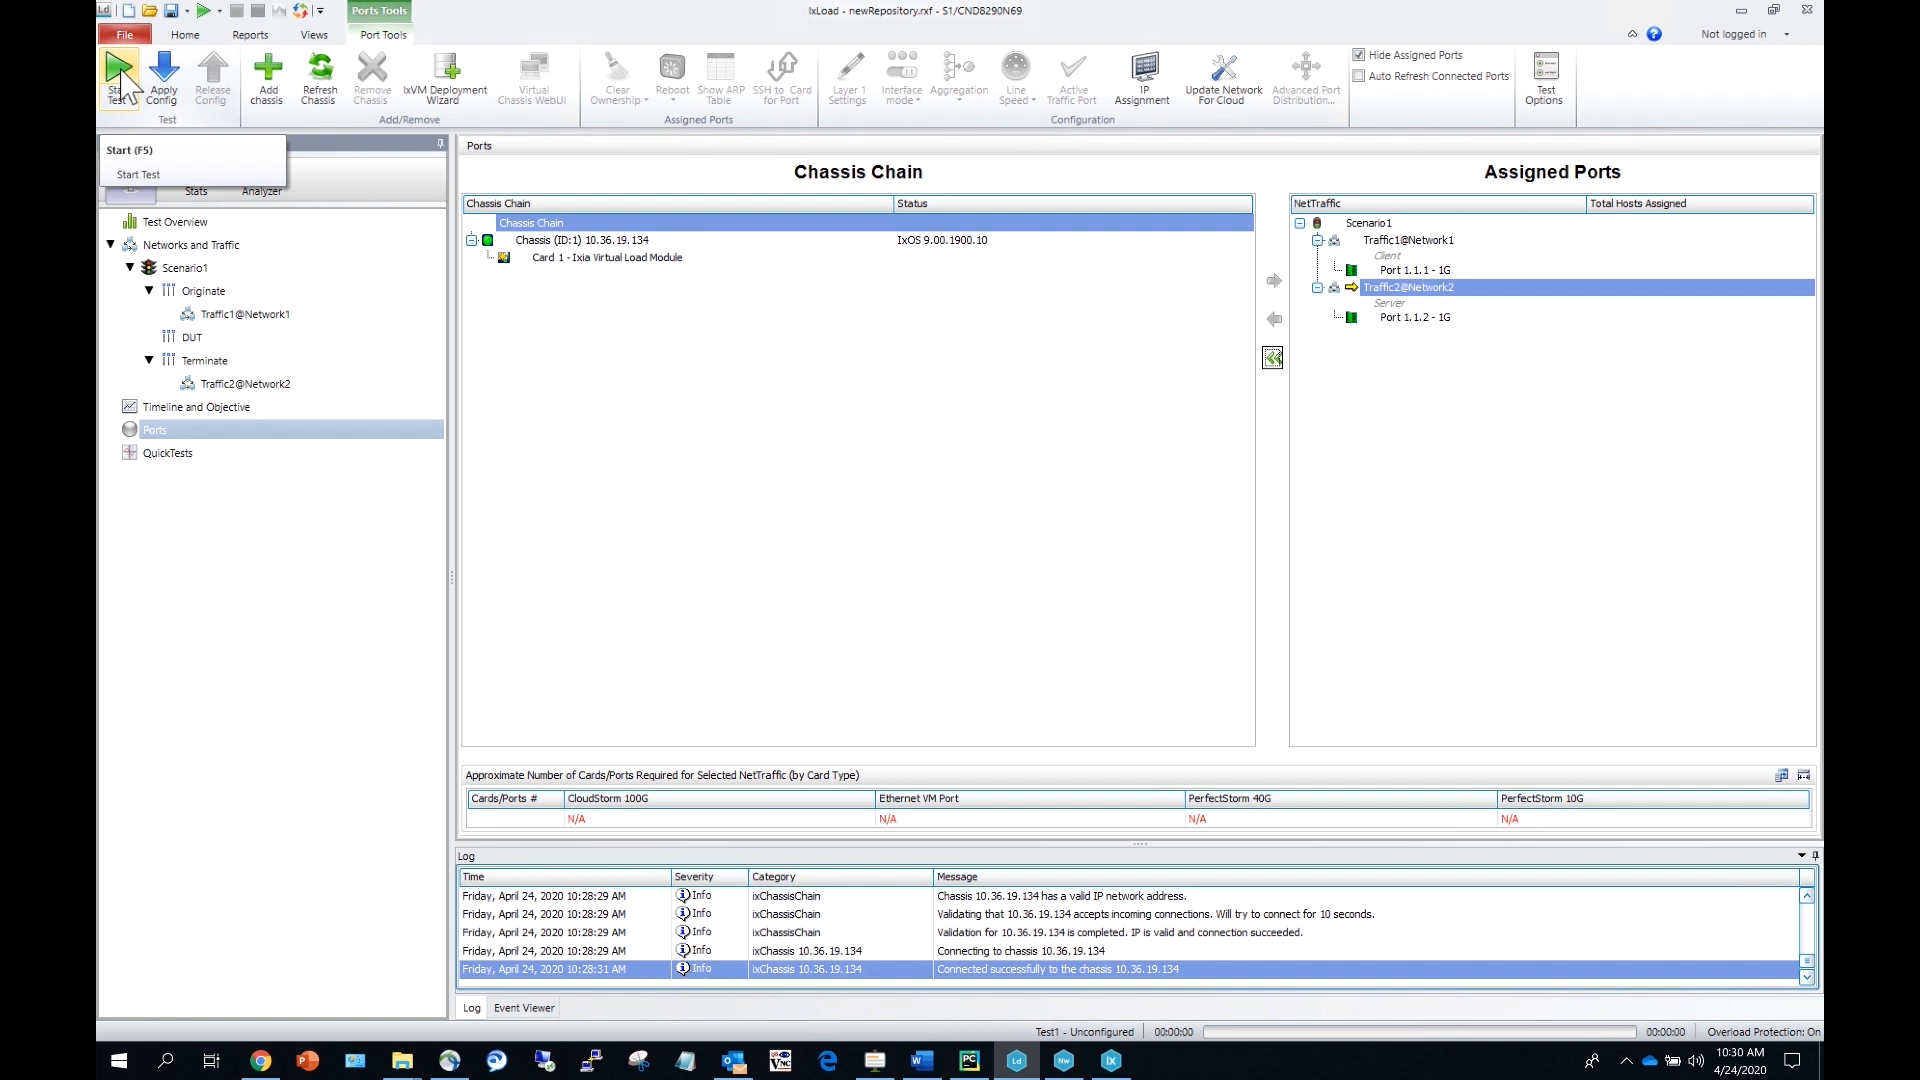 Ld
Ports Tools
IxLoad - newRepository.rxf - S1/CND8290N69
File Home Reports Views Port Tools
Not logged in
Start Test
Apply Config
Release Config
Add chassis
Refresh Chassis
Remove Chassis
IxVM Deployment Wizard
Virtual Chassis WebUI
Clear Ownership
Reboot
Show ARP Table
SSH to Card for Port
Layer 1 Settings
Interface mode
Aggregation
Line Speed
Active Traffic Port
IP Assignment
Update Network For Cloud
Advanced Port Distribution...
Hide Assigned Ports
Auto Refresh Connected Ports
Test Options
Test Add/Remove Assigned Ports Configuration
Start (F5)
Start Test
Stats Analyzer
Test Overview
Networks and Traffic
Scenario1
Originate
Traffic1@Network1
DUT
Terminate
Traffic2@Network2
Timeline and Objective
Ports
QuickTests
Ports
Chassis Chain
Chassis Chain Status
Chassis Chain
Chassis (ID:1) 10.36.19.134 IxOS 9.00.1900.10
Card 1 - Ixia Virtual Load Module
Assigned Ports
NetTraffic Total Hosts Assigned
Scenario1
Traffic1@Network1
Client
Port 1.1.1 - 1G
Traffic2@Network2
Server
Port 1.1.2 - 1G
Approximate Number of Cards/Ports Required for Selected NetTraffic (by Card Type)
Cards/Ports # CloudStorm 100G Ethernet VM Port PerfectStorm 40G PerfectStorm 10G
N/A N/A N/A N/A
Log
Time Severity Category Message
Friday, April 24, 2020 10:28:29 AM Info ixChassisChain Chassis 10.36.19.134 has a valid IP network address.
Friday, April 24, 2020 10:28:29 AM Info ixChassisChain Validating that 10.36.19.134 accepts incoming connections. Will try to connect for 10 seconds.
Friday, April 24, 2020 10:28:29 AM Info ixChassisChain Validation for 10.36.19.134 is completed. IP is valid and connection succeeded.
Friday, April 24, 2020 10:28:29 AM Info ixChassis 10.36.19.134 Connecting to chassis 10.36.19.134
Friday, April 24, 2020 10:28:31 AM Info ixChassis 10.36.19.134 Connected successfully to the chassis 10.36.19.134
Log Event Viewer
Test1 - Unconfigured 00:00:00 00:00:00 Overload Protection: On
VNC PC Ld Nw IX
10:30 AM
4/24/2020